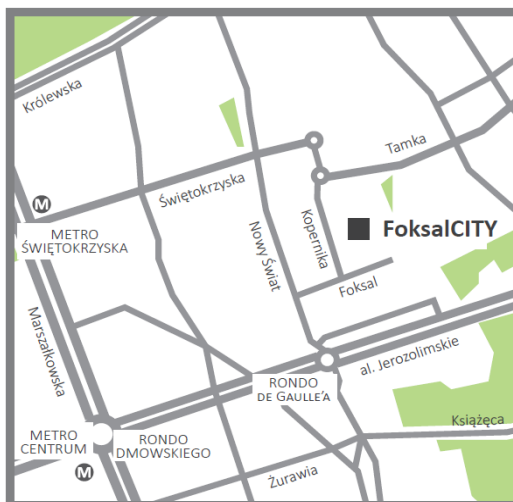 Królewska
Tamka
Świętokrzyska
M
METRO
ŚWIĘTOKRZYSKA
Nowy Świat
Kopernika
FoksalCITY
Foksal
Marszałkowska
al. Jerozolimskie
RONDO
DE GAULLE'A
Książęca
METRO
CENTRUM
RONDO
DMOWSKIEGO
M
Żurawia